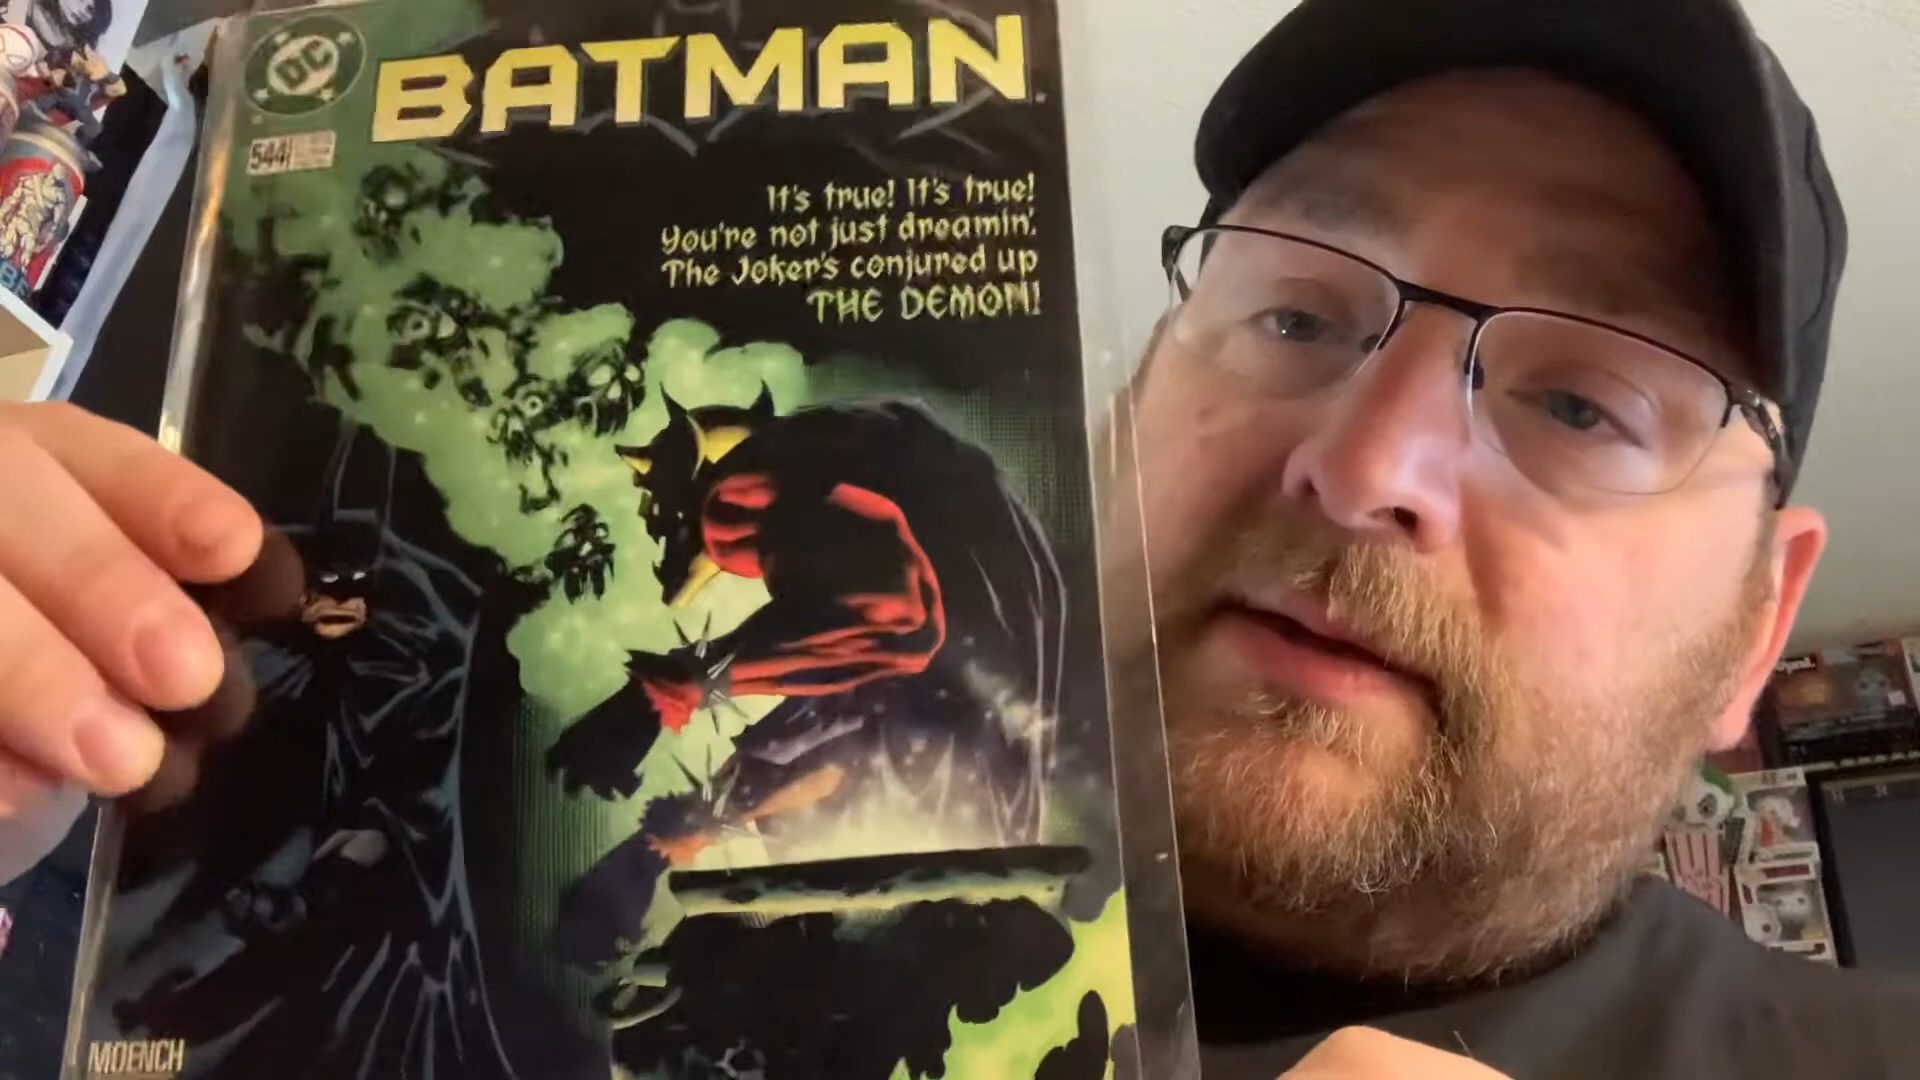 DC
BATMAN
544
It's true! It's true!
You're not just dreamin'.
The Joker's conjured up
THE DEMON!
MOENCH